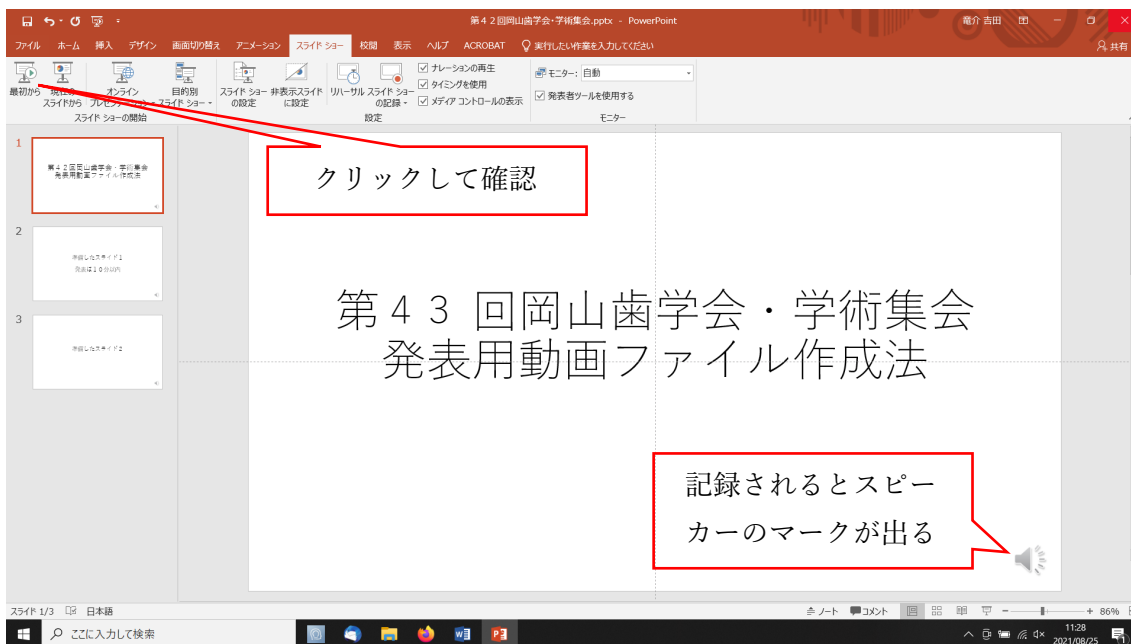 第４２回岡山歯学会・学術集会.pptx - PowerPoint
竜介 吉田
ファイル ホーム 挿入 デザイン 画面切り替え アニメーション スライド ショー 校閲 表示 ヘルプ ACROBAT 実行したい作業を入力してください
共有
最初から 現在の スライドから
オンライン プレゼンテーション
目的別 スライド ショー
スライド ショー の設定
非表示スライド に設定
リハーサル
スライド ショー の記録
ナレーションの再生
タイミングを使用
メディア コントロールの表示
モニター: 自動
発表者ツールを使用する
スライド ショーの開始
設定
モニター
クリックして確認
1
第４２回岡山歯学会・学術集会
発表用動画ファイル作成法
2
準備したスライド１
発表は１０分以内
3
準備したスライド２
第４３ 回岡山歯学会・学術集会
発表用動画ファイル作成法
記録されるとスピー
カーのマークが出る
スライド 1/3 日本語
ノート コメント 86%
ここに入力して検索
11:28
2021/08/25